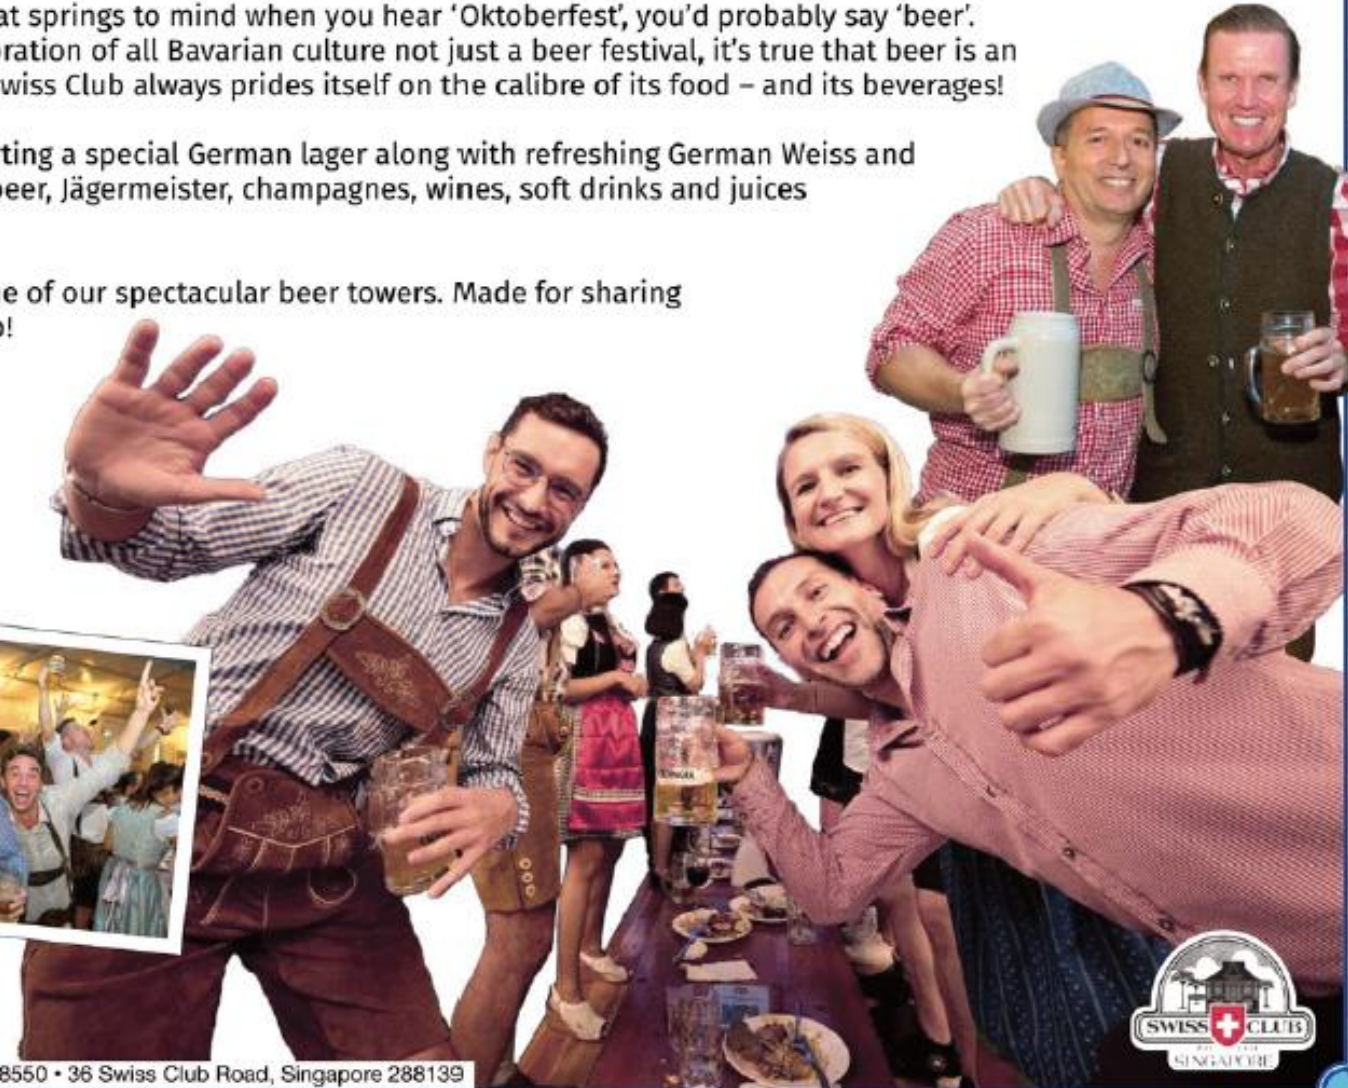 at springs to mind when you hear ‘Oktoberfest’, you’d probably say ‘beer’.
ration of all Bavarian culture not just a beer festival, it’s true that beer is an
wiss Club always prides itself on the calibre of its food – and its beverages!
ting a special German lager along with refreshing German Weiss and
eer, Jägermeister, champagnes, wines, soft drinks and juices
e of our spectacular beer towers. Made for sharing
!
SWISS CLUB
SINGAPORE
8550 • 36 Swiss Club Road, Singapore 288139